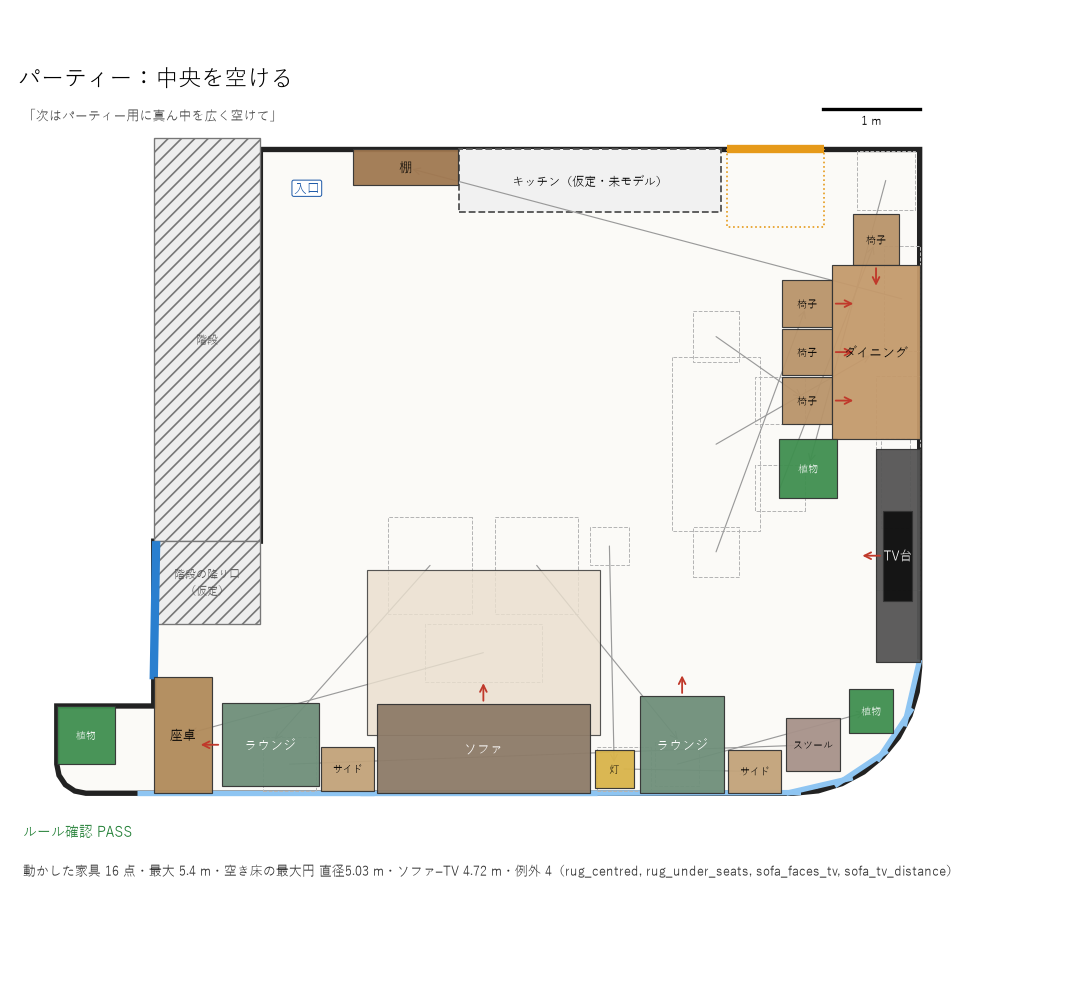 パーティー：中央を空ける
「次はパーティー用に真ん中を広く空けて」
1 m
入口
棚
キッチン（仮定・未モデル）
椅子
椅子
階段
椅子
ダイニング
椅子
植物
TV台
階段の降り口
（仮定）
植物
座卓
ラウンジ
ソファ
ラウンジ
植物
スツール
サイド
灯
サイド
ルール確認 PASS
動かした家具 16 点・最大 5.4 m・空き床の最大円 直径5.03 m・ソファ–TV 4.72 m・例外 4（rug_centred, rug_under_seats, sofa_faces_tv, sofa_tv_distance）